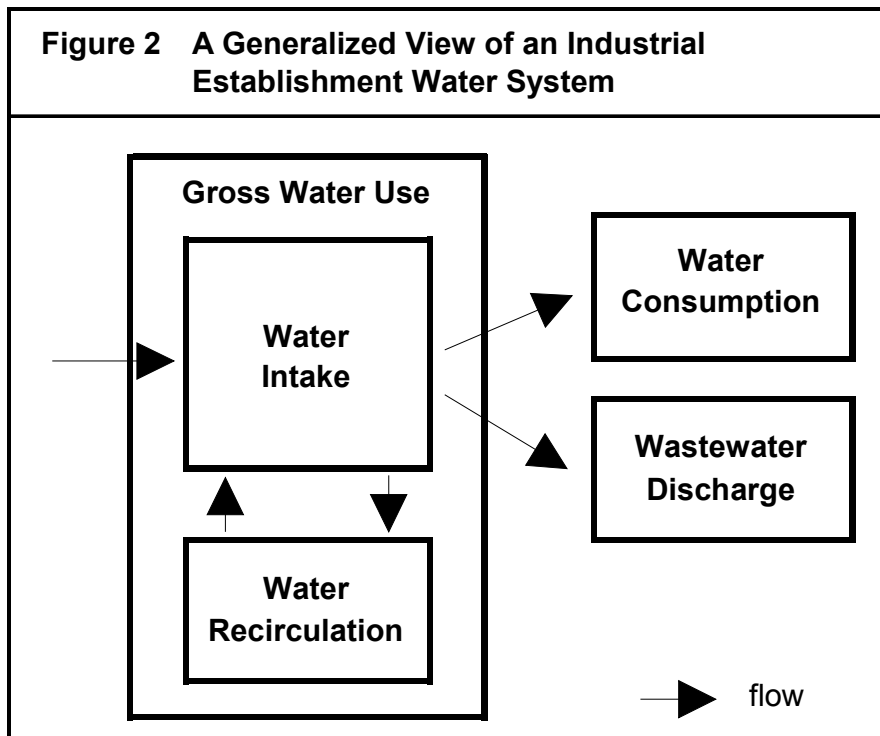 Figure 2 A Generalized View of an Industrial
Establishment Water System
Gross Water Use
Water
Intake
Water
Recirculation
Water
Consumption
Wastewater
Discharge
flow